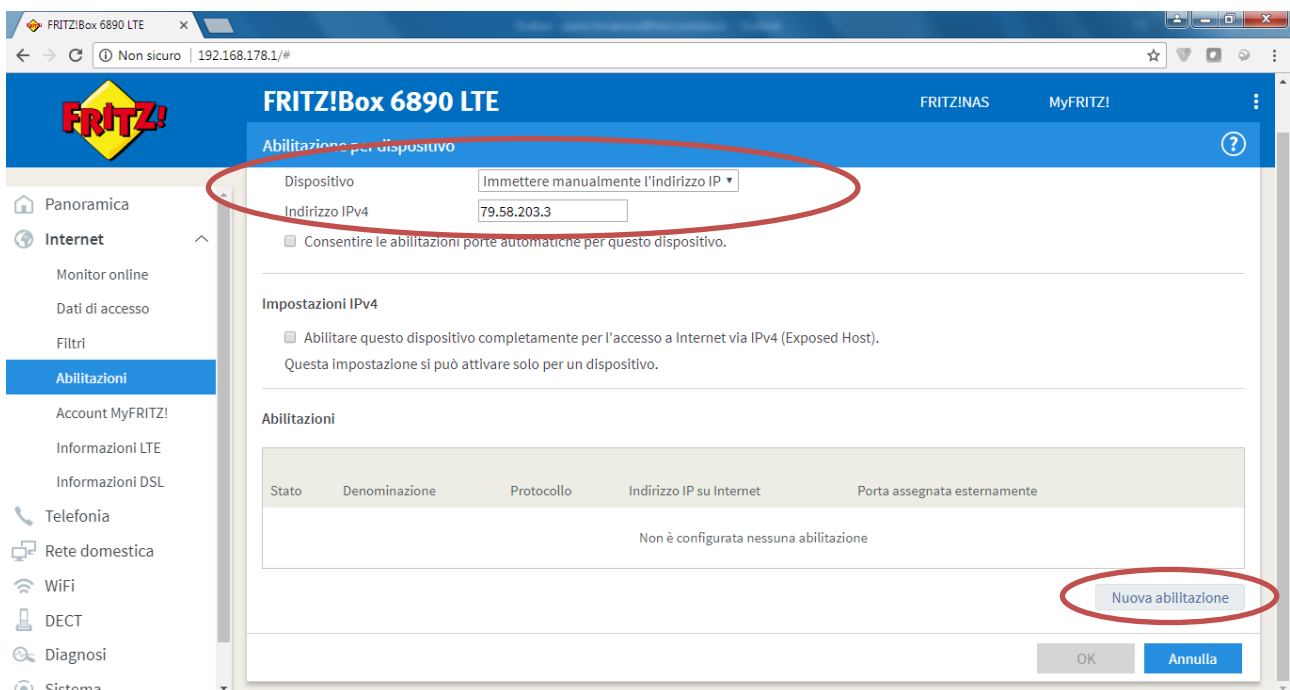 FRITZ!Box 6890 LTE
Non sicuro 192.168.178.1/#
FRITZ!
FRITZ!Box 6890 LTE
FRITZ!NAS
MyFRITZ!
Abilitazione per dispositivo
Dispositivo
Immettere manualmente l'indirizzo IP
Indirizzo IPv4
79.58.203.3
Consentire le abilitazioni porte automatiche per questo dispositivo.
Impostazioni IPv4
Abilitare questo dispositivo completamente per l'accesso a Internet via IPv4 (Exposed Host).
Questa impostazione si può attivare solo per un dispositivo.
Abilitazioni
Stato Denominazione Protocollo Indirizzo IP su Internet Porta assegnata esternamente
Non è configurata nessuna abilitazione
Nuova abilitazione
OK
Annulla
Panoramica
Internet
Monitor online
Dati di accesso
Filtri
Abilitazioni
Account MyFRITZ!
Informazioni LTE
Informazioni DSL
Telefonia
Rete domestica
WiFi
DECT
Diagnosi
Sistema